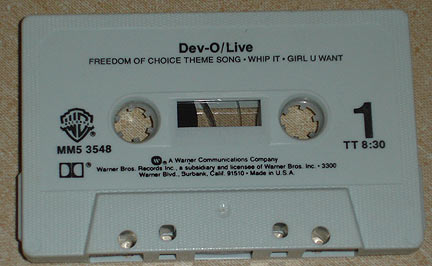 Dev-O/Live
FREEDOM OF CHOICE THEME SONG • WHIP IT • GIRL U WANT
WB
1
MM5 3548
TT 8:30
W ® A Warner Communications Company
Warner Bros. Records Inc., a subsidiary and licensee of Warner Bros. Inc. • 3300
Warner Blvd., Burbank, Calif. 91510 • Made in U.S.A.